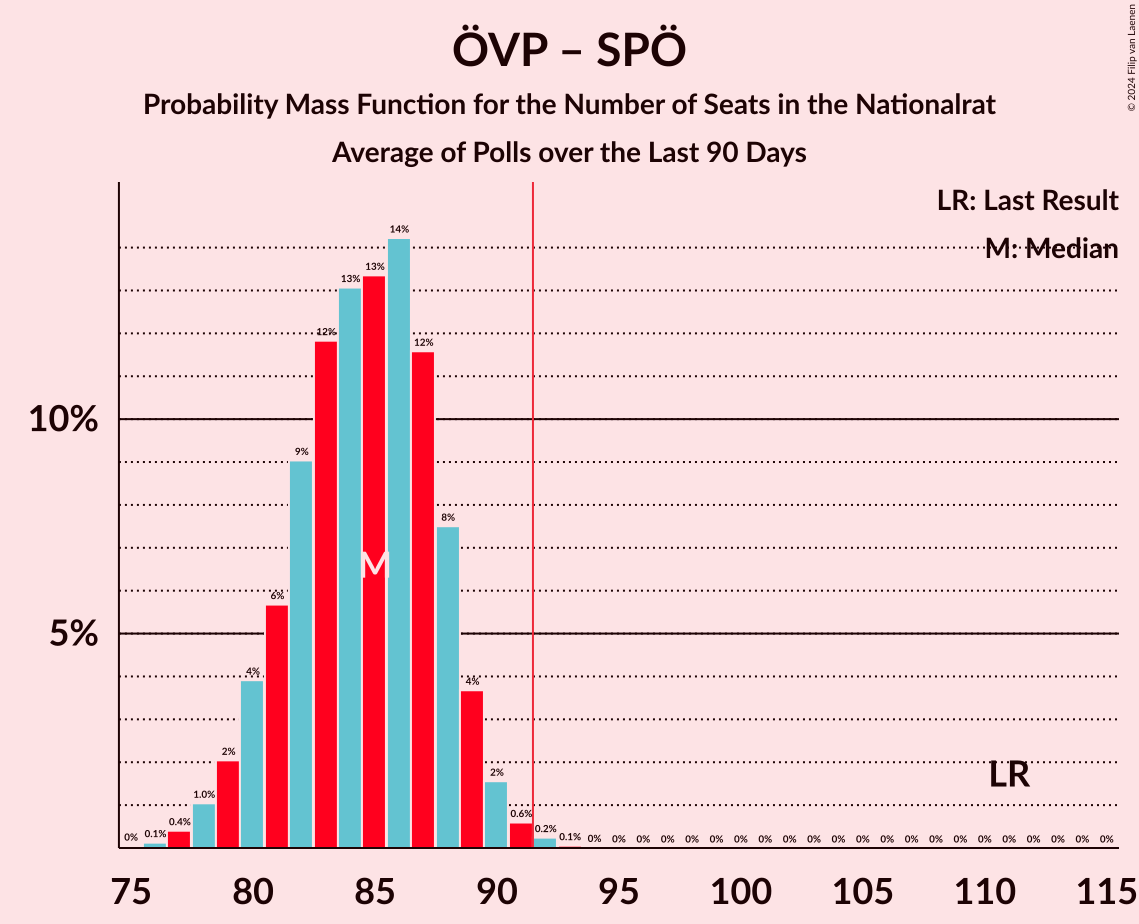 ÖVP – SPÖ
Probability Mass Function for the Number of Seats in the Nationalrat
Average of Polls over the Last 90 Days
© 2024 Filip van Laenen
LR: Last Result
M: Median
10%
5%
0% 0.1% 0.4% 1.0% 2% 4% 6% 9% 12% 13% 13% 14% 12% 8% 4% 2% 0.6% 0.2% 0.1% 0% 0% 0% 0% 0% 0% 0% 0% 0% 0% 0% 0% 0% 0% 0% 0% 0% 0% 0% 0% 0% 0%
M
LR
75 80 85 90 95 100 105 110 115